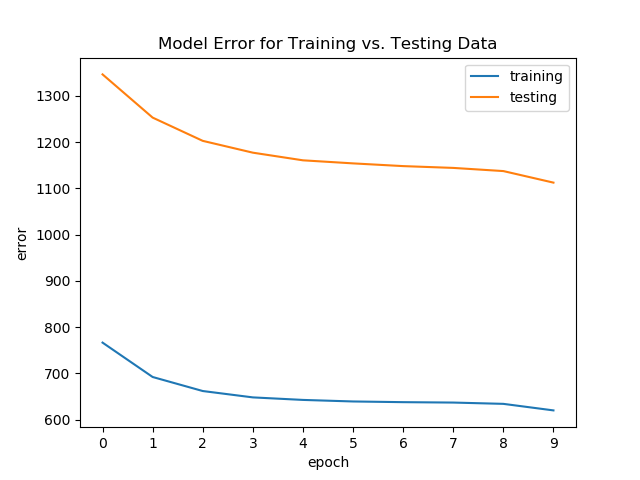 Model Error for Training vs. Testing Data
training
testing
1300
1200
1100
1000
900
800
700
600
error
0 1 2 3 4 5 6 7 8 9
epoch